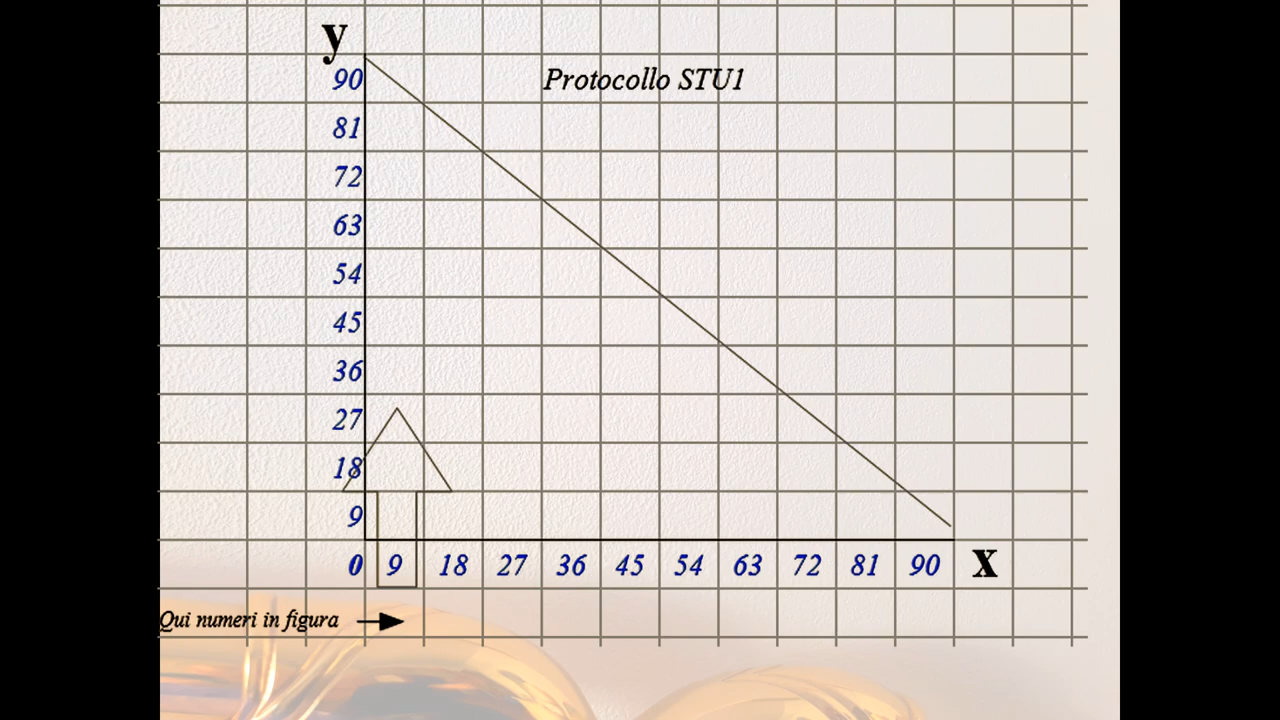 y
Protocollo STU1
90
81
72
63
54
45
36
27
18
9
0 9 18 27 36 45 54 63 72 81 90 x
Qui numeri in figura